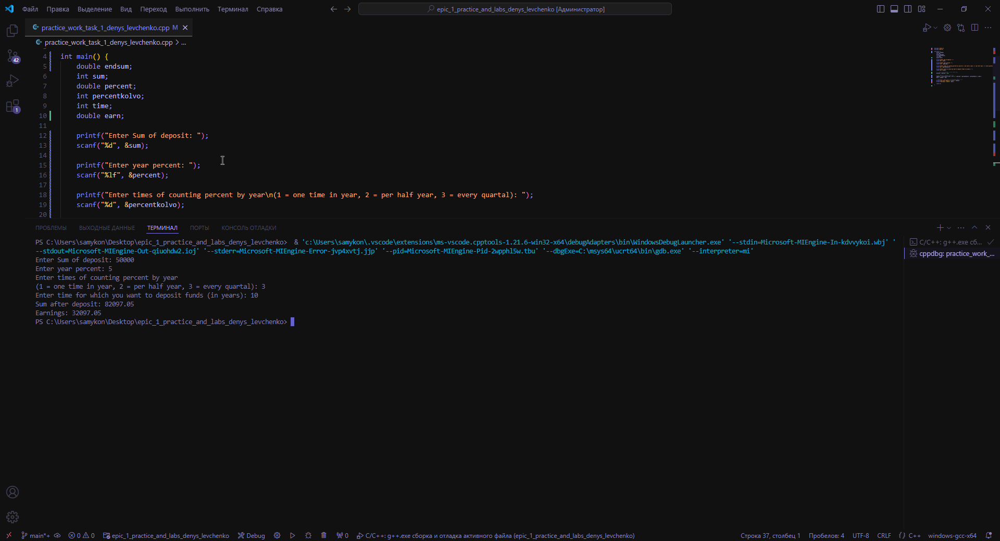 Файл Правка Выделение Вид Переход Выполнить Терминал Справка epic_1_practice_and_labs_denys_levchenko [Администратор]
practice_work_task_1_denys_levchenko.cpp M
practice_work_task_1_denys_levchenko.cpp > ...
4 int main() {
5 double endsum;
6 int sum;
7 double percent;
8 int percentkolvo;
9 int time;
10 double earn;
11
12 printf("Enter Sum of deposit: ");
13 scanf("%d", &sum);
14
15 printf("Enter year percent: ");
16 scanf("%lf", &percent);
17
18 printf("Enter times of counting percent by year\n(1 = one time in year, 2 = per half year, 3 = every quartal): ");
19 scanf("%d", &percentkolvo);
20
42
1
ПРОБЛЕМЫ ВЫХОДНЫЕ ДАННЫЕ ТЕРМИНАЛ ПОРТЫ КОНСОЛЬ ОТЛАДКИ
PS C:\Users\samykon\Desktop\epic_1_practice_and_labs_denys_levchenko> & 'c:\Users\samykon\.vscode\extensions\ms-vscode.cpptools-1.21.6-win32-x64\debugAdapters\bin\WindowsDebugLauncher.exe' '--stdin=Microsoft-MIEngine-In-kdvvykoi.wbj' '
--stdout=Microsoft-MIEngine-Out-qiuohdw2.ioj' '--stderr=Microsoft-MIEngine-Error-jvp4xvtj.jjp' '--pid=Microsoft-MIEngine-Pid-2wpphl5w.tbu' '--dbgExe=C:\msys64\ucrt64\bin\gdb.exe' '--interpreter=mi'
Enter Sum of deposit: 50000
Enter year percent: 5
Enter times of counting percent by year
(1 = one time in year, 2 = per half year, 3 = every quartal): 3
Enter time for which you want to deposit funds (in years): 10
Sum after deposit: 82097.05
Earnings: 32097.05
PS C:\Users\samykon\Desktop\epic_1_practice_and_labs_denys_levchenko>
C/C++: g++.exe сб...
cppdbg: practice_work_...
main*+ 0 0 epic_1_practice_and_labs_denys_levchenko Debug 0 C/C++: g++.exe сборка и отладка активного файла (epic_1_practice_and_labs_denys_levchenko) Строка 37, столбец 1 Пробелов: 4 UTF-8 CRLF {} C++ windows-gcc-x64